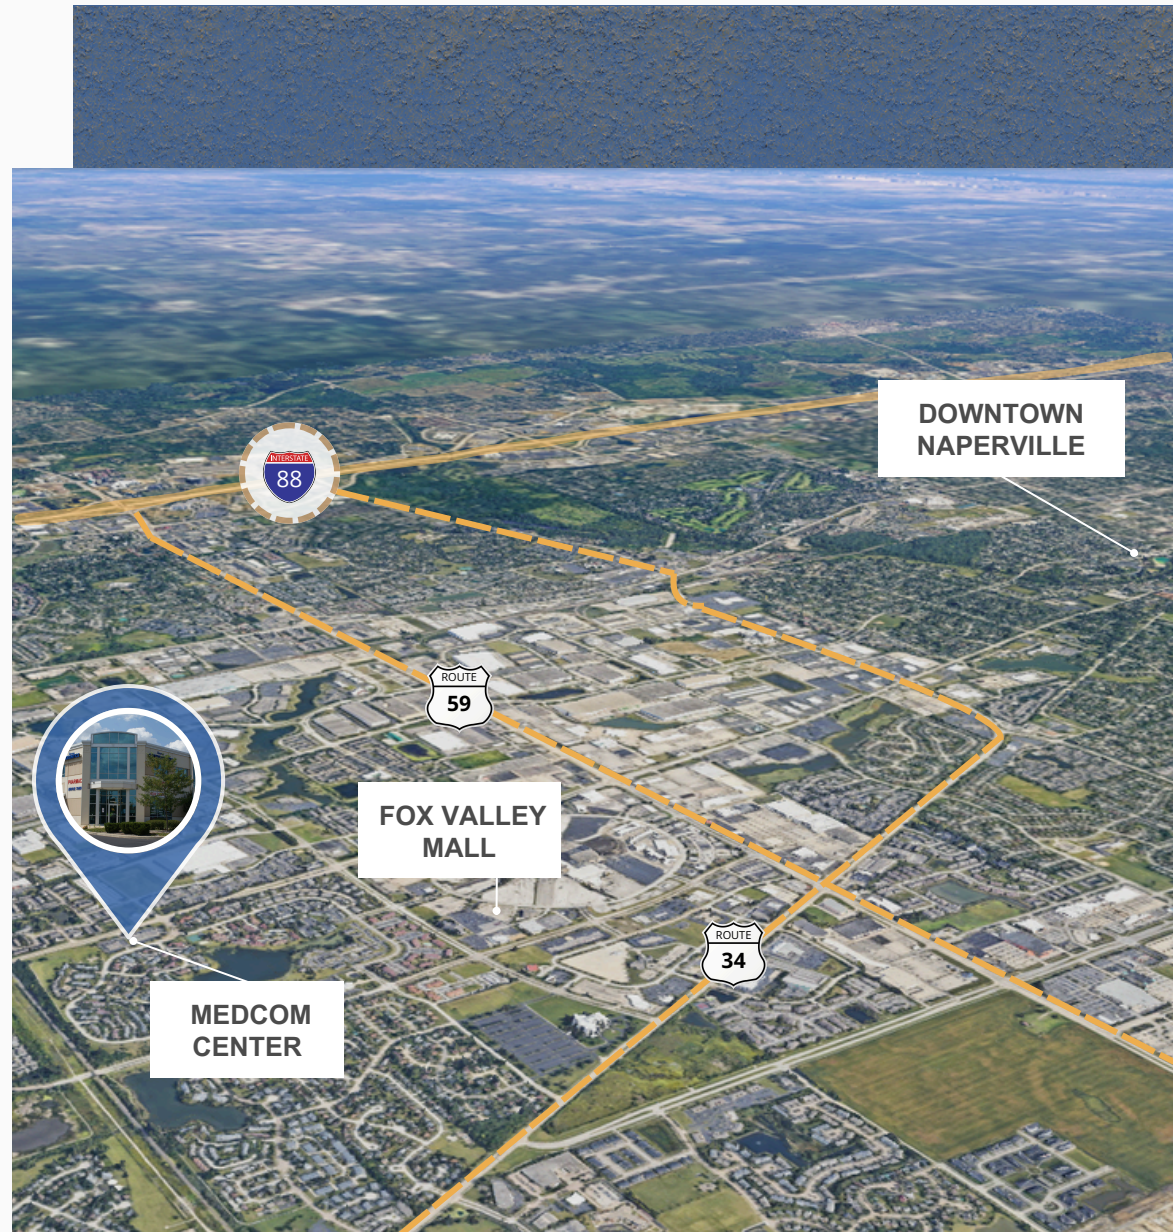 DOWNTOWN
NAPERVILLE
INTERSTATE
88
ROUTE
59
FOX VALLEY
MALL
ROUTE
34
MEDCOM
CENTER